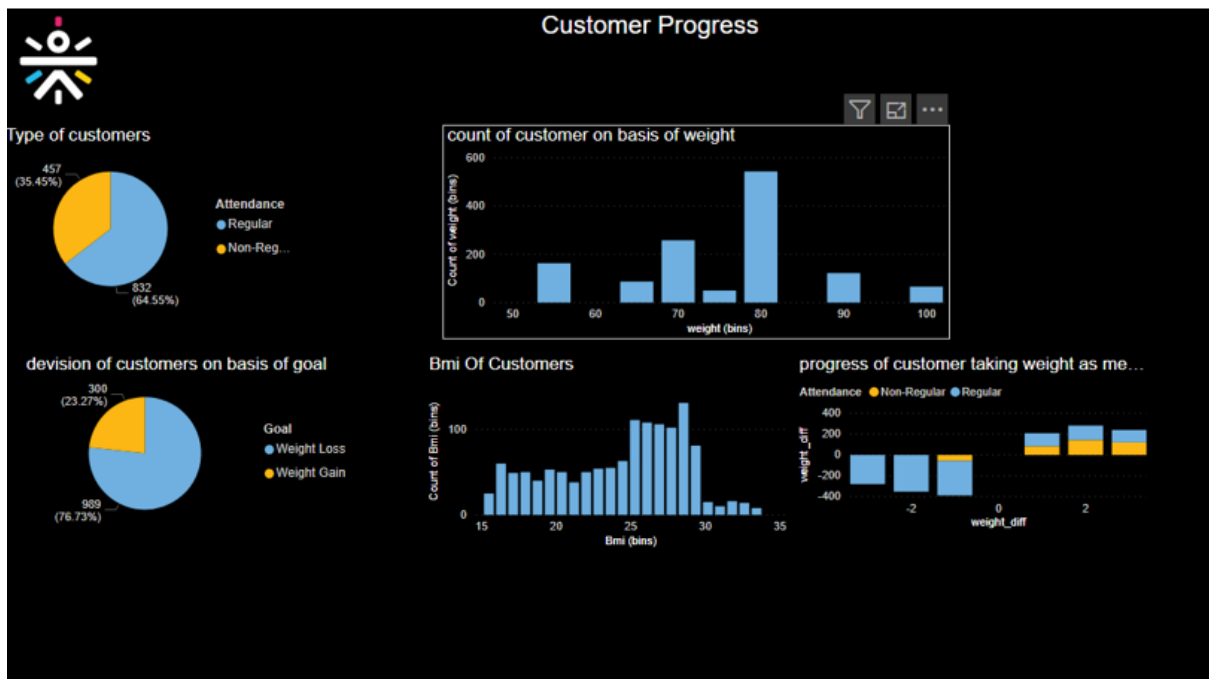 Customer Progress
Type of customers
457
(35.45%)
832
(64.55%)
Attendance
Regular
Non-Reg...
count of customer on basis of weight
Count of weight (bins)
600
400
200
0
50 60 70 80 90 100
weight (bins)
devision of customers on basis of goal
300
(23.27%)
989
(76.73%)
Goal
Weight Loss
Weight Gain
Bmi Of Customers
Count of Bmi (bins)
100
0
15 20 25 30 35
Bmi (bins)
progress of customer taking weight as me...
Attendance Non-Regular Regular
weight_diff
400
200
0
-200
-400
-2 0 2
weight_diff